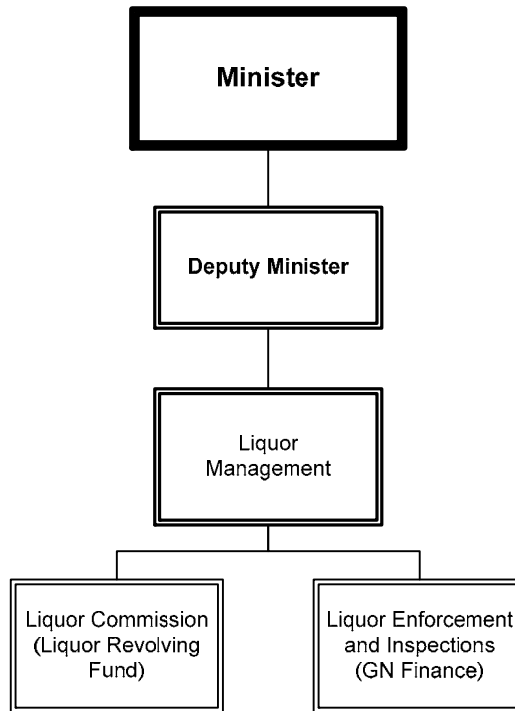 Minister
Deputy Minister
Liquor
Management
Liquor Commission
(Liquor Revolving
Fund)
Liquor Enforcement
and Inspections
(GN Finance)